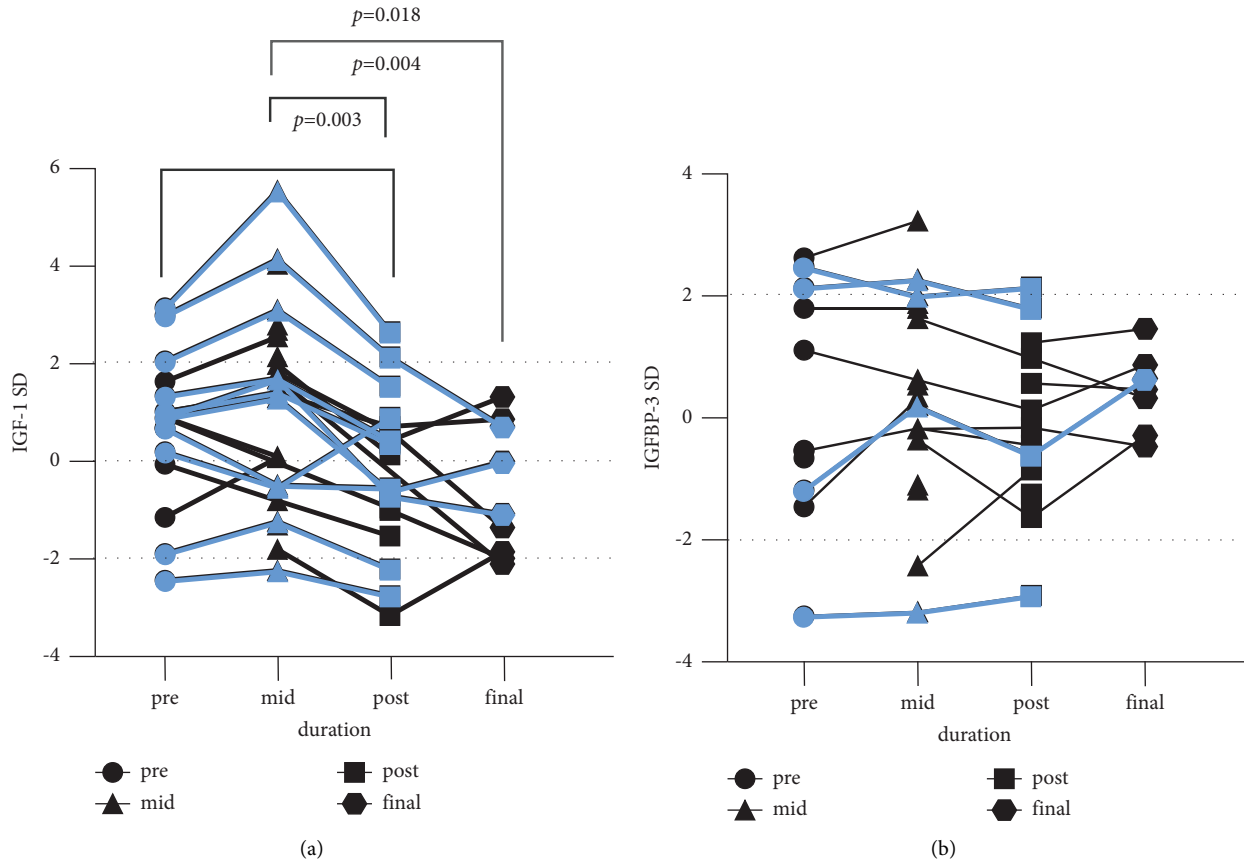 p=0.018
p=0.004
p=0.003
6
4
2
0
-2
-4
IGF-1 SD
pre mid post final
duration
pre post
mid final
(a)
4
2
0
-2
-4
IGFBP-3 SD
pre mid post final
duration
pre post
mid final
(b)